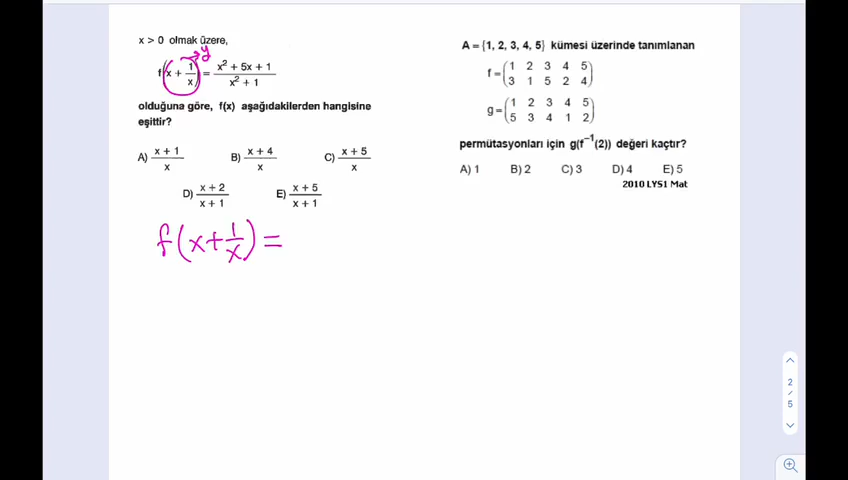 x > 0 olmak üzere,
y
f(x + 1/x) = (x² + 5x + 1)/(x² + 1)
olduğuna göre, f(x) aşağıdakilerden hangisine
eşittir?
A) (x + 1)/x B) (x + 4)/x C) (x + 5)/x
D) (x + 2)/(x + 1) E) (x + 5)/(x + 1)
f(x+1/x) =
A = {1, 2, 3, 4, 5} kümesi üzerinde tanımlanan
f = (1 2 3 4 5
3 1 5 2 4)
g = (1 2 3 4 5
5 3 4 1 2)
permütasyonları için g(f⁻¹(2)) değeri kaçtır?
A) 1 B) 2 C) 3 D) 4 E) 5
2010 LYS1 Mat
2
/
5